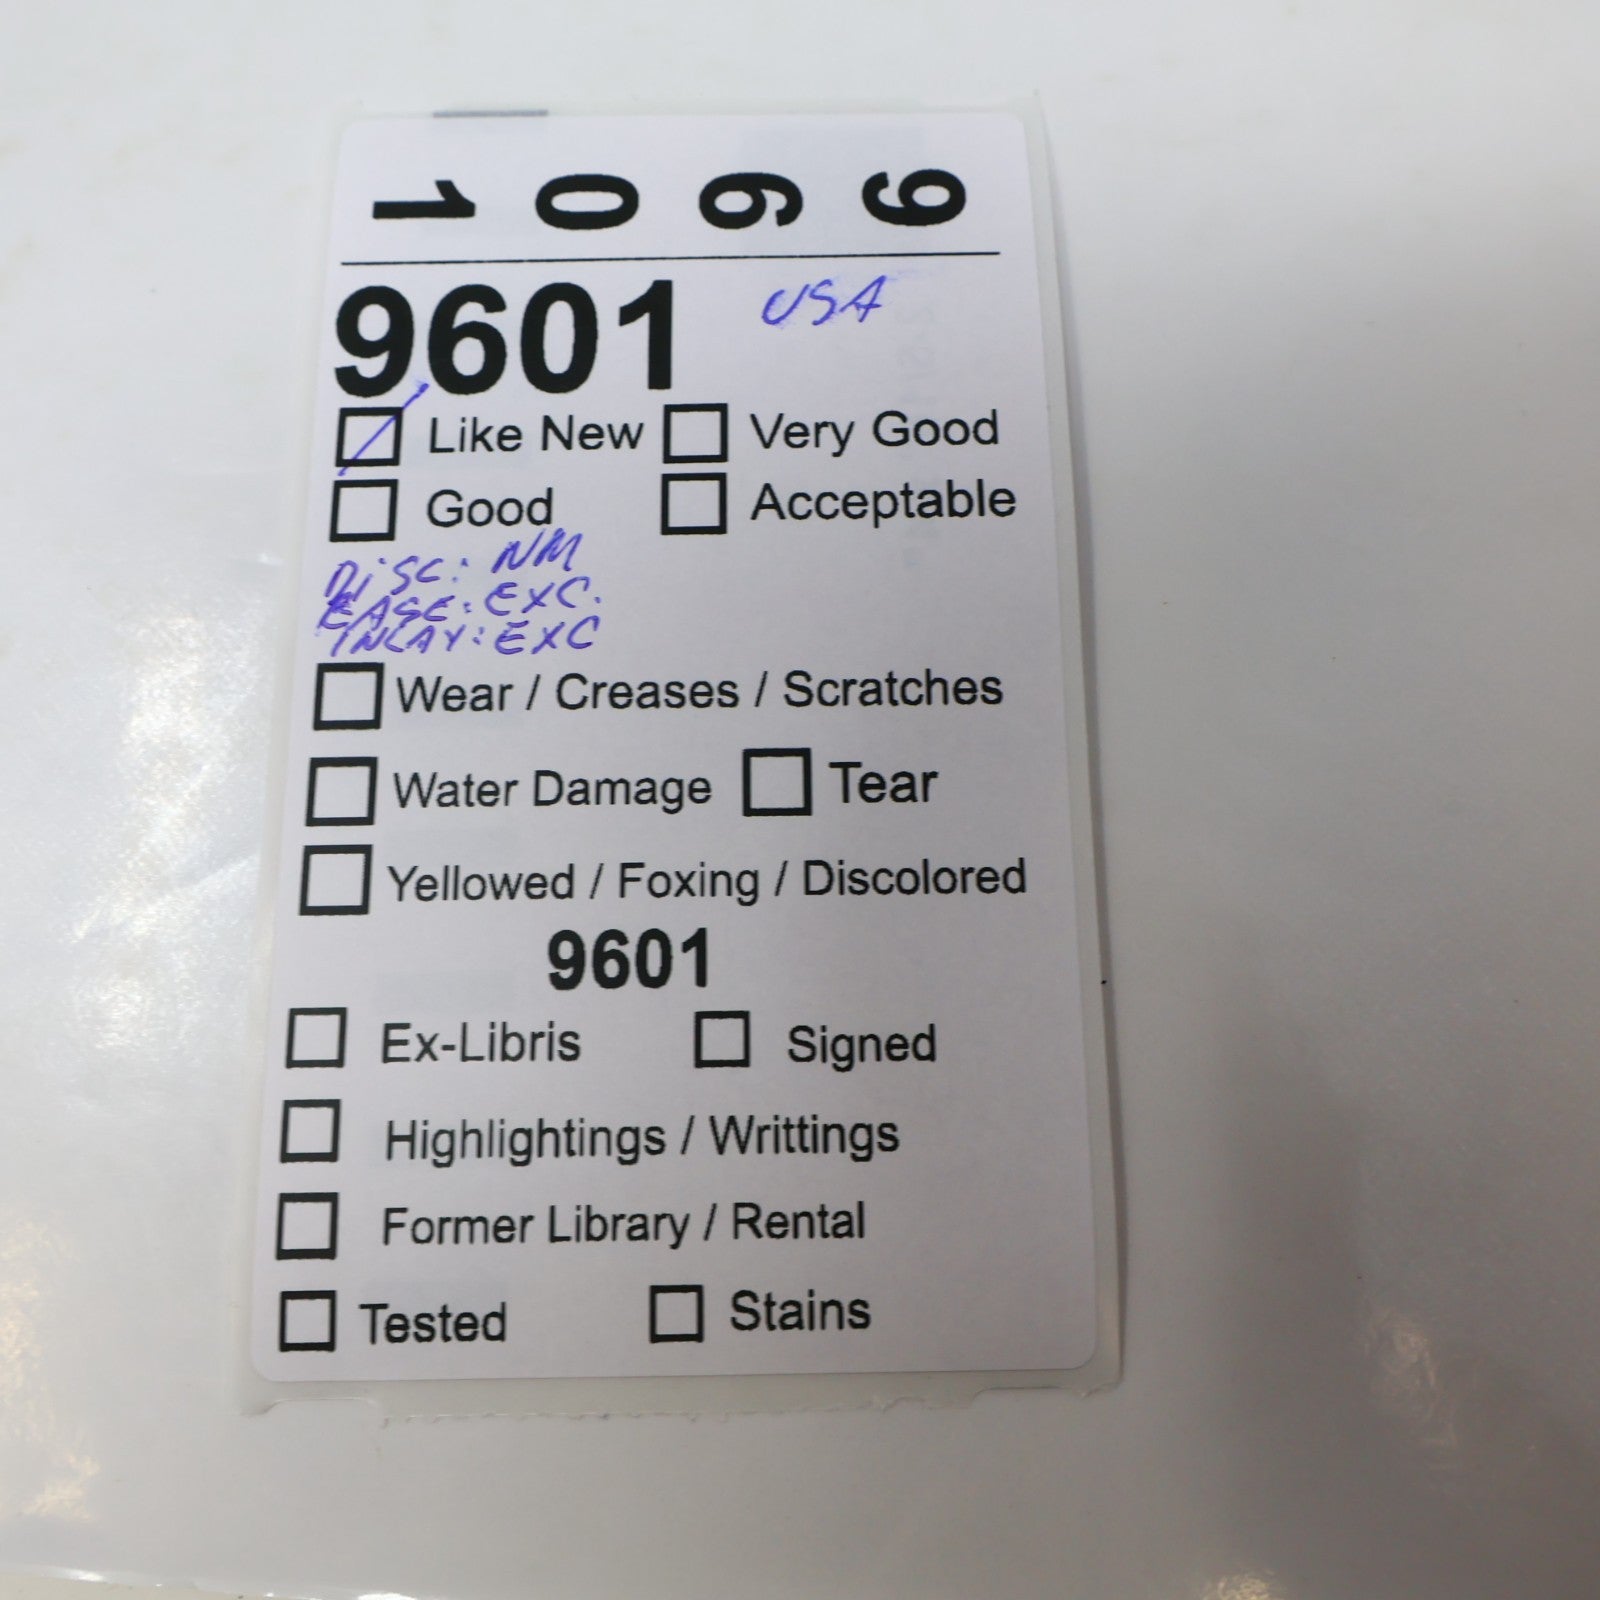 9601
9601 USA
Like New Very Good
Good Acceptable
DISC: NM
CASE: EXC.
INLAY: EXC
Wear / Creases / Scratches
Water Damage Tear
Yellowed / Foxing / Discolored
9601
Ex-Libris Signed
Highlightings / Writtings
Former Library / Rental
Tested Stains